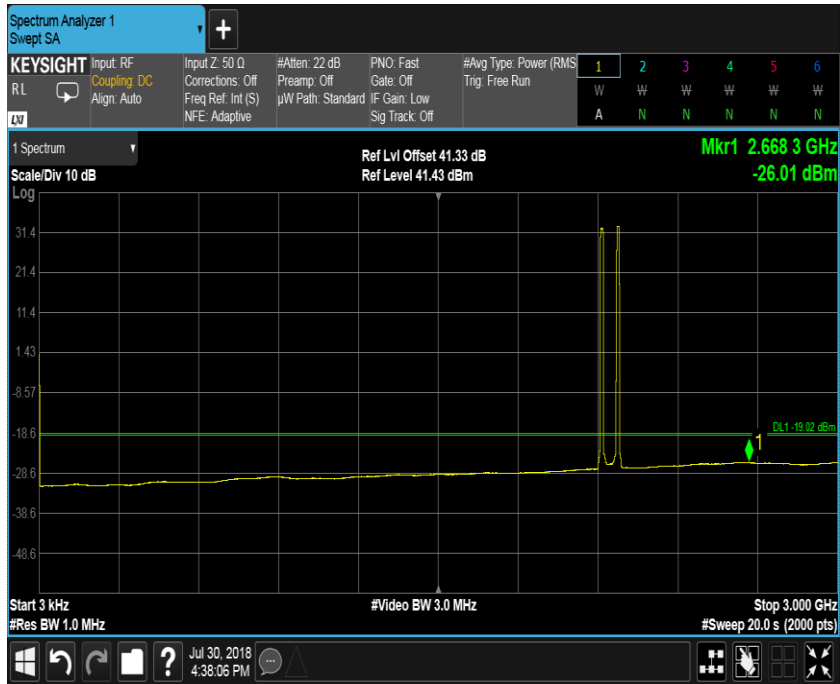 Spectrum Analyzer 1
Swept SA
+
KEYSIGHT
RL
LXI
Input: RF
Coupling: DC
Align: Auto
Input Z: 50 Ω
Corrections: Off
Freq Ref: Int (S)
NFE: Adaptive
#Atten: 22 dB
Preamp: Off
µW Path: Standard
PNO: Fast
Gate: Off
IF Gain: Low
Sig Track: Off
#Avg Type: Power (RMS
Trig: Free Run
1 2 3 4 5 6
W W W W W W
A N N N N N
1 Spectrum
Scale/Div 10 dB
Log
Ref Lvl Offset 41.33 dB
Ref Level 41.43 dBm
Mkr1 2.668 3 GHz
-26.01 dBm
31.4
21.4
11.4
1.43
-8.57
-18.6
DL1 -19.02 dBm
1
-28.6
-38.6
-48.6
Start 3 kHz
#Video BW 3.0 MHz
Stop 3.000 GHz
#Res BW 1.0 MHz
#Sweep 20.0 s (2000 pts)
?
Jul 30, 2018
4:38:06 PM